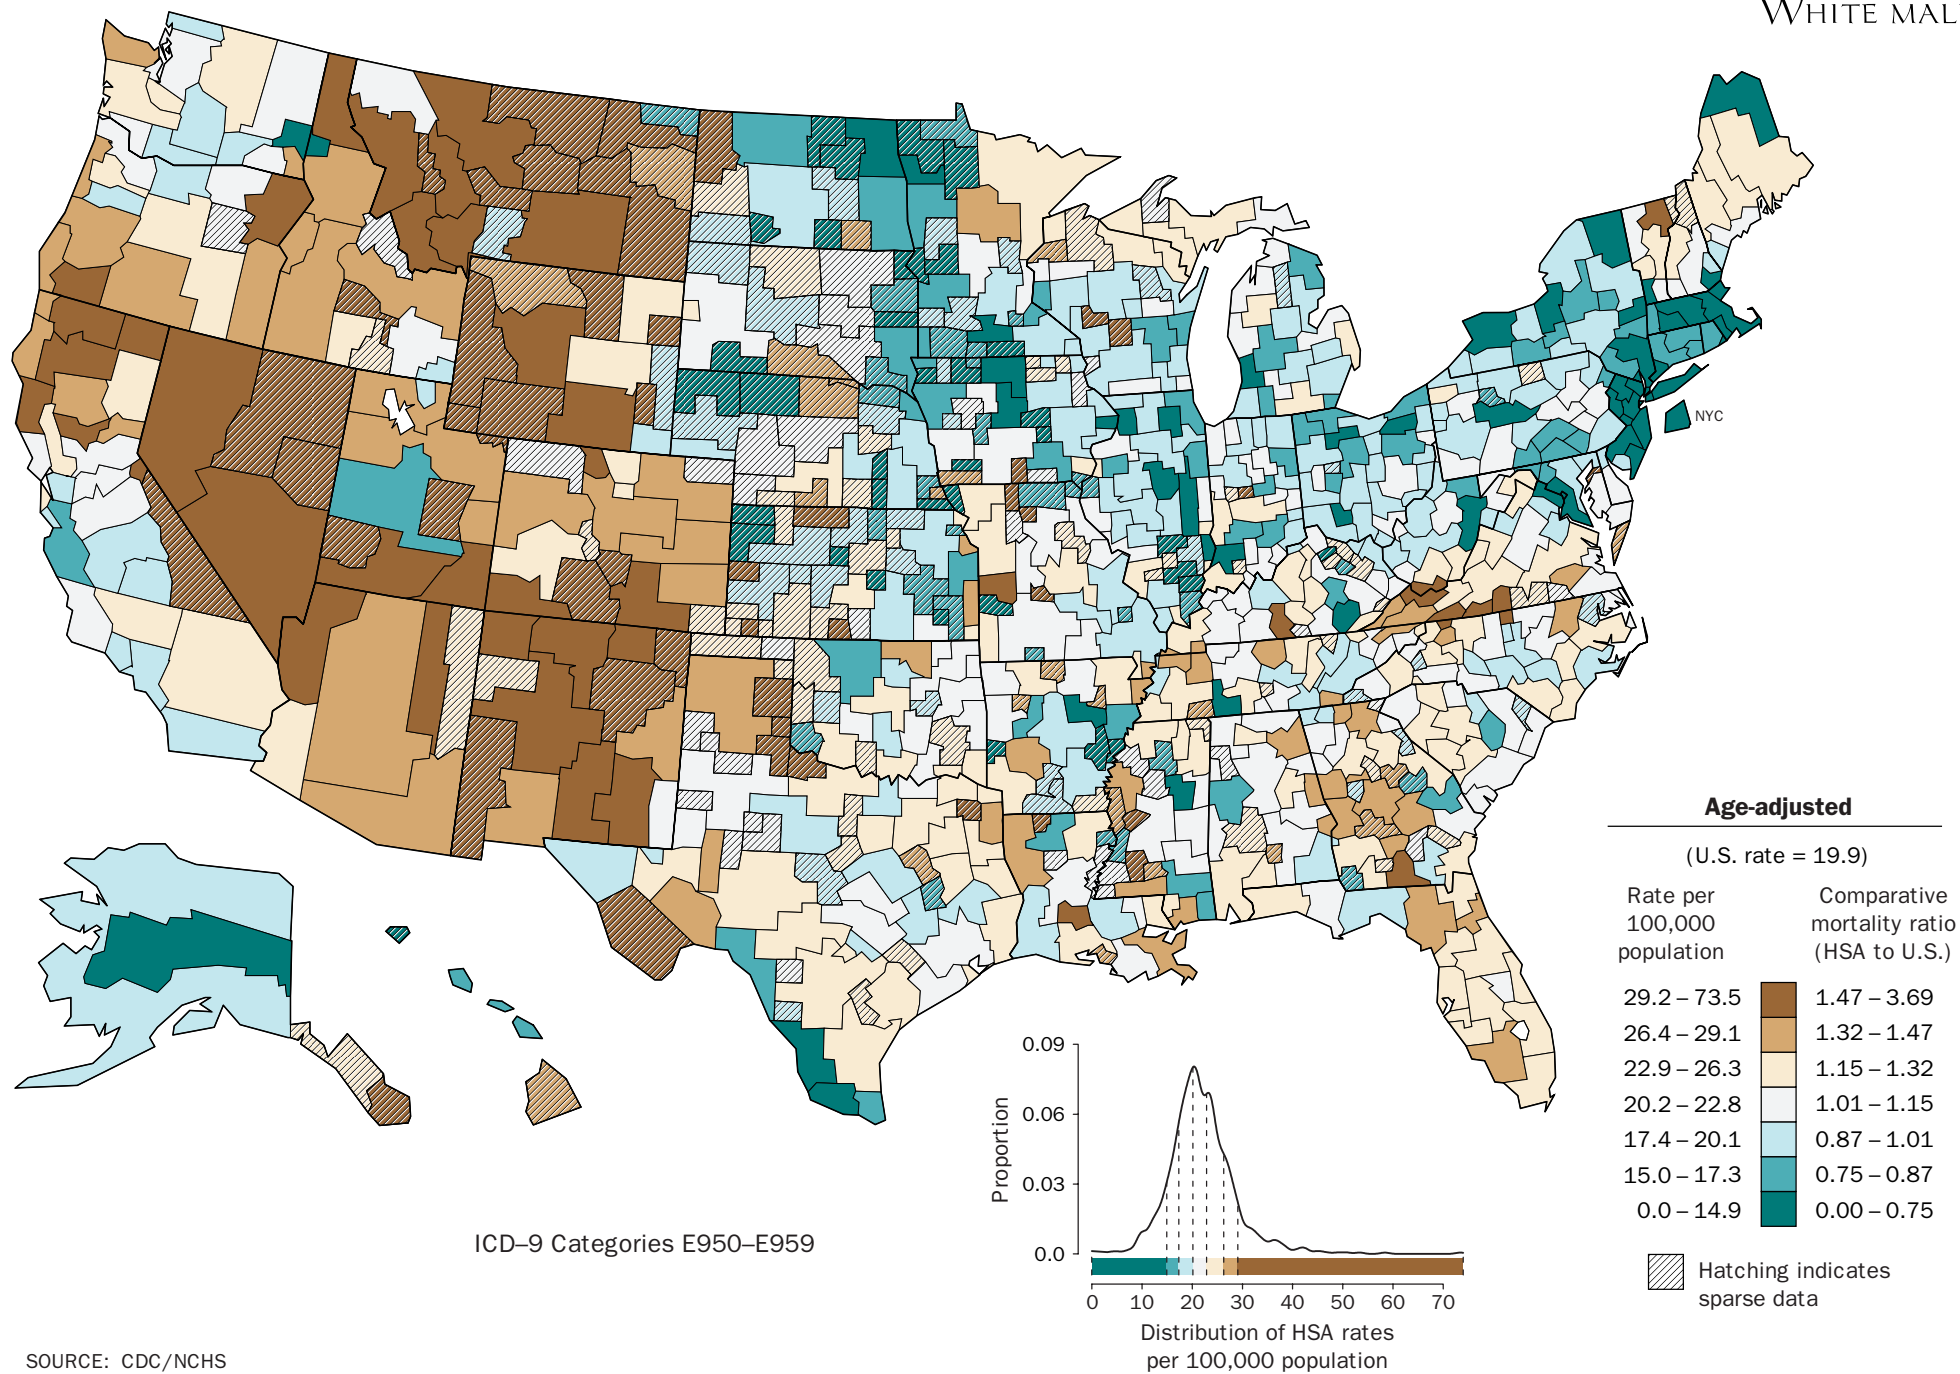 WHITE MAL
NYC
Age-adjusted
(U.S. rate = 19.9)
Rate per
100,000
population
Comparative
mortality ratio
(HSA to U.S.)
29.2 – 73.5 1.47 – 3.69
26.4 – 29.1 1.32 – 1.47
22.9 – 26.3 1.15 – 1.32
20.2 – 22.8 1.01 – 1.15
17.4 – 20.1 0.87 – 1.01
15.0 – 17.3 0.75 – 0.87
0.0 – 14.9 0.00 – 0.75
Hatching indicates
sparse data
Proportion
0.09
0.06
0.03
0.0
0 10 20 30 40 50 60 70
Distribution of HSA rates
per 100,000 population
ICD–9 Categories E950–E959
SOURCE: CDC/NCHS